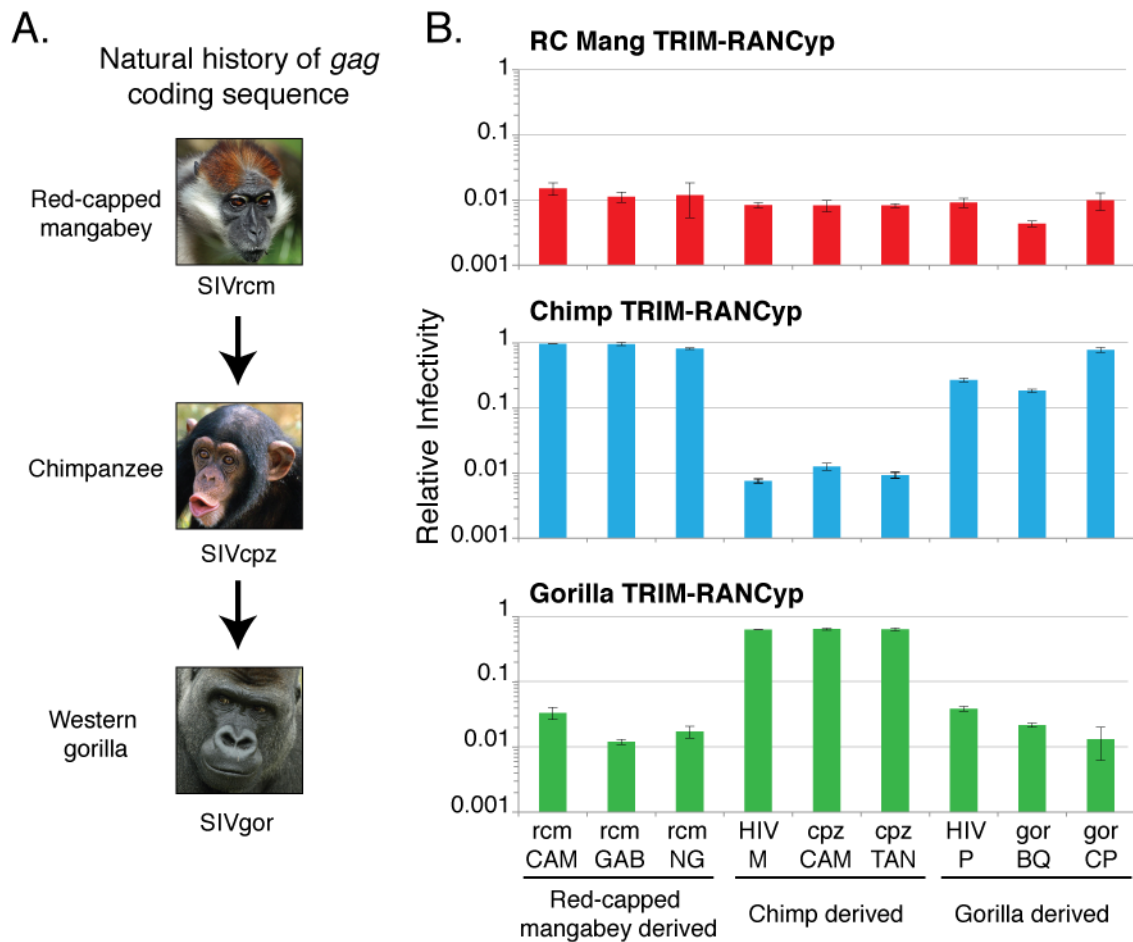 A.
Natural history of gag
coding sequence
Red-capped
mangabey
SIVrcm
Chimpanzee
SIVcpz
Western
gorilla
SIVgor
B.
Relative Infectivity
RC Mang TRIM-RANCyp
1
0.1
0.01
0.001
Chimp TRIM-RANCyp
1
0.1
0.01
0.001
Gorilla TRIM-RANCyp
1
0.1
0.01
0.001
rcm rcm rcm HIV cpz cpz HIV gor gor
CAM GAB NG M CAM TAN P BQ CP
Red-capped
mangabey derived
Chimp derived
Gorilla derived